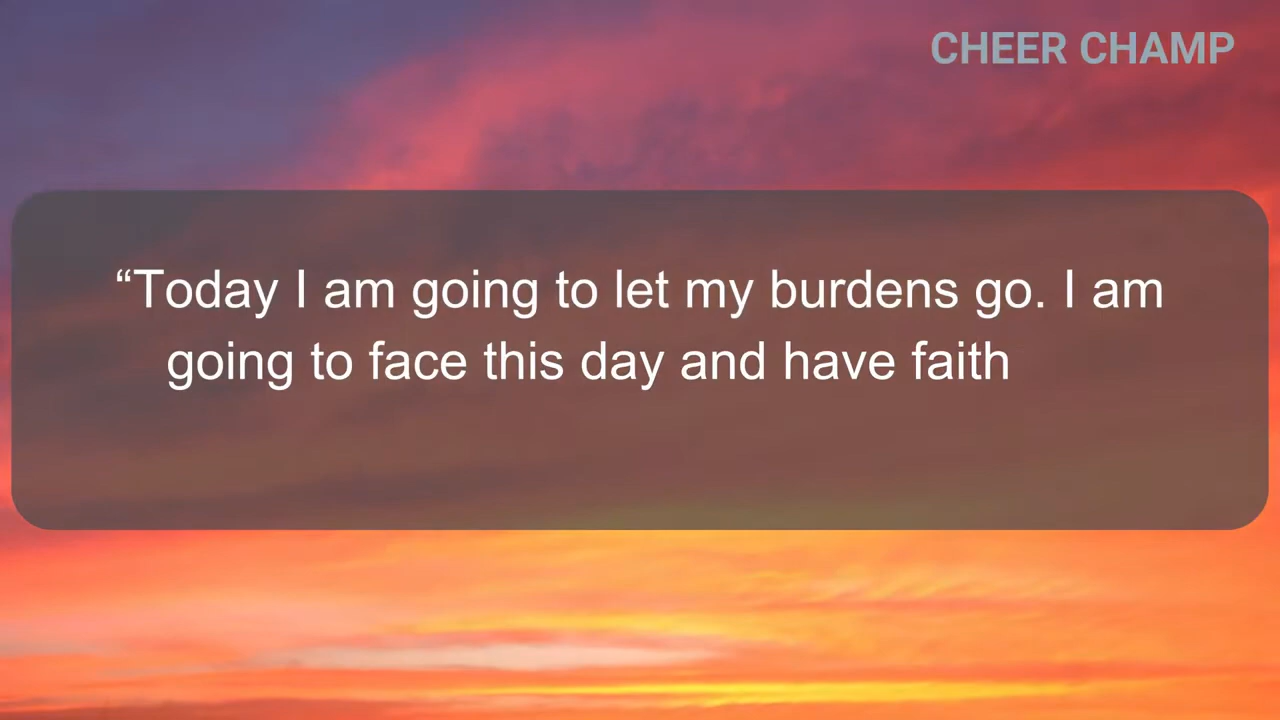 CHEER CHAMP
“Today I am going to let my burdens go. I am
going to face this day and have faith